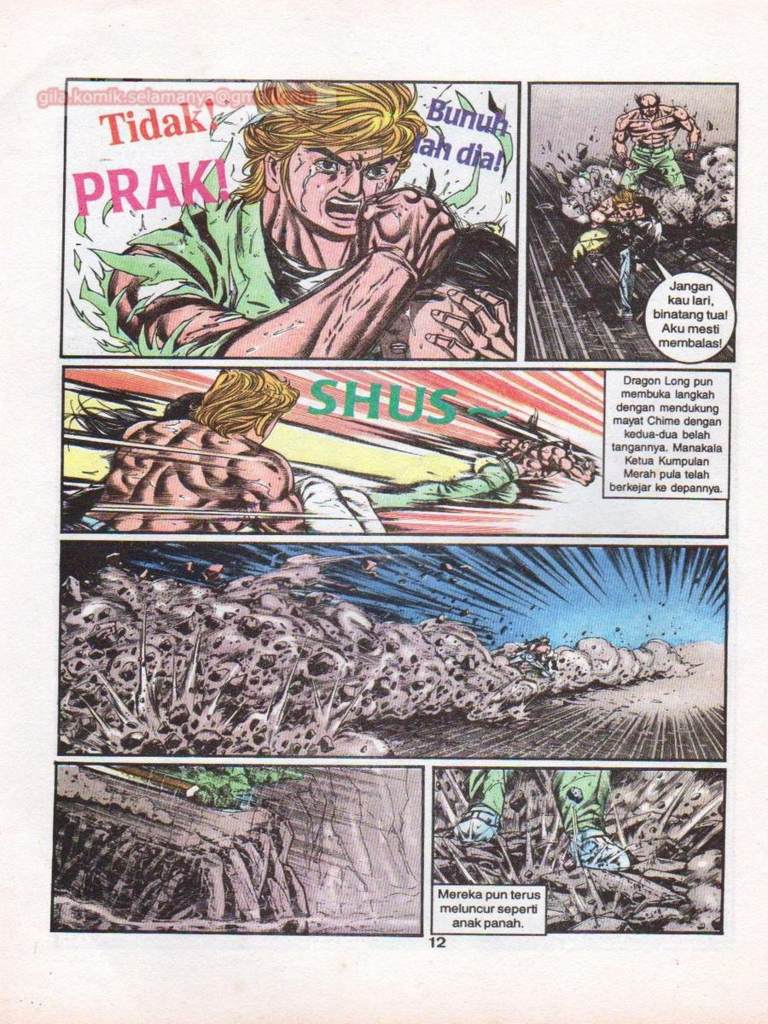 gila.komik.selamanya@gmail.com
Tidak!
PRAK!
Bunuh
lah dia!
Jangan
kau lari,
binatang tua!
Aku mesti
membalas!
SHUS~
Dragon Long pun
membuka langkah
dengan mendukung
mayat Chime dengan
kedua-dua belah
tangannya. Manakala
Ketua Kumpulan
Merah pula telah
berkejar ke depannya.
Mereka pun terus
meluncur seperti
anak panah.
12